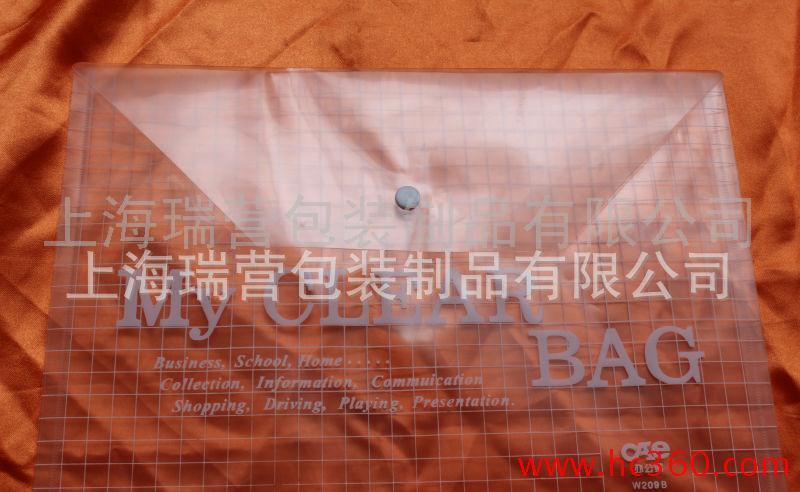 上海瑞营包装制品有限公司
上海瑞营包装制品有限公司
My CLEAR
BAG
Business, School, Home · · · · ·
Collection, Information, Commuication
Shopping, Driving, Playing, Presentation.
www.hc360.com
W209B